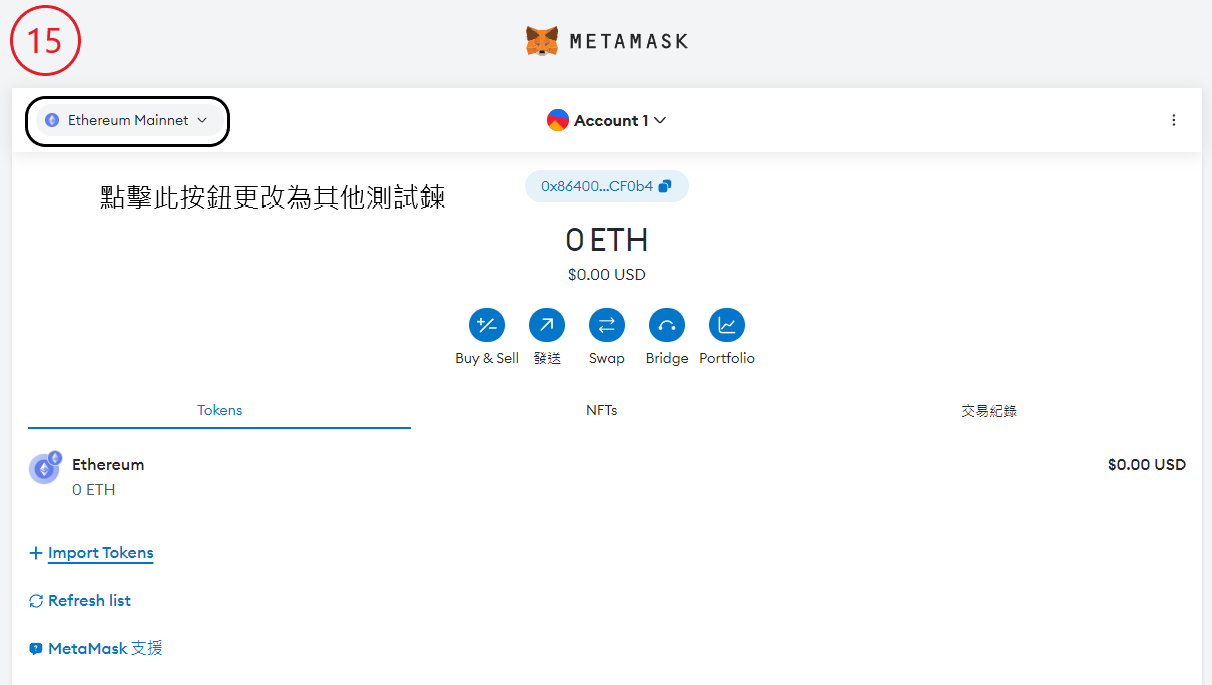 15
METAMASK
Ethereum Mainnet
Account 1
0x86400...CF0b4
點擊此按鈕更改為其他測試鍊
0 ETH
$0.00 USD
Buy & Sell 發送 Swap Bridge Portfolio
Tokens NFTs 交易紀錄
Ethereum $0.00 USD
0 ETH
Import Tokens
Refresh list
MetaMask 支援